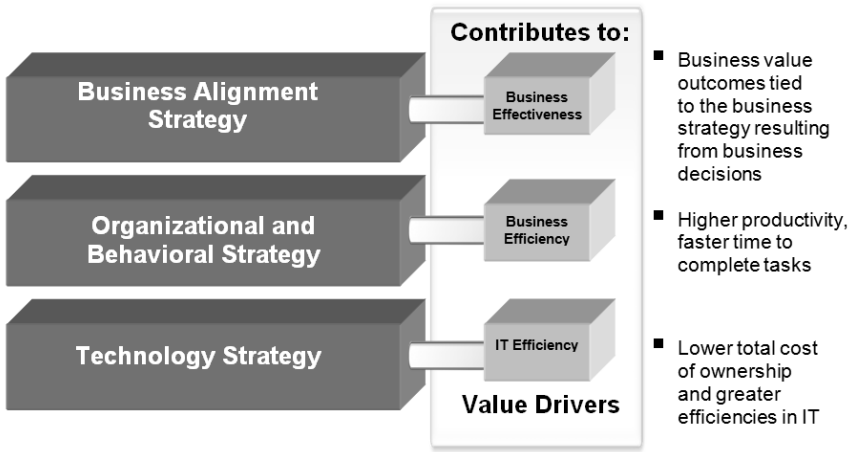 Contributes to:
Business Alignment
Strategy
Business
Effectiveness
■ Business value
outcomes tied
to the business
strategy resulting
from business
decisions
Organizational and
Behavioral Strategy
Business
Efficiency
■ Higher productivity,
faster time to
complete tasks
Technology Strategy
IT Efficiency
■ Lower total cost
of ownership
and greater
efficiencies in IT
Value Drivers